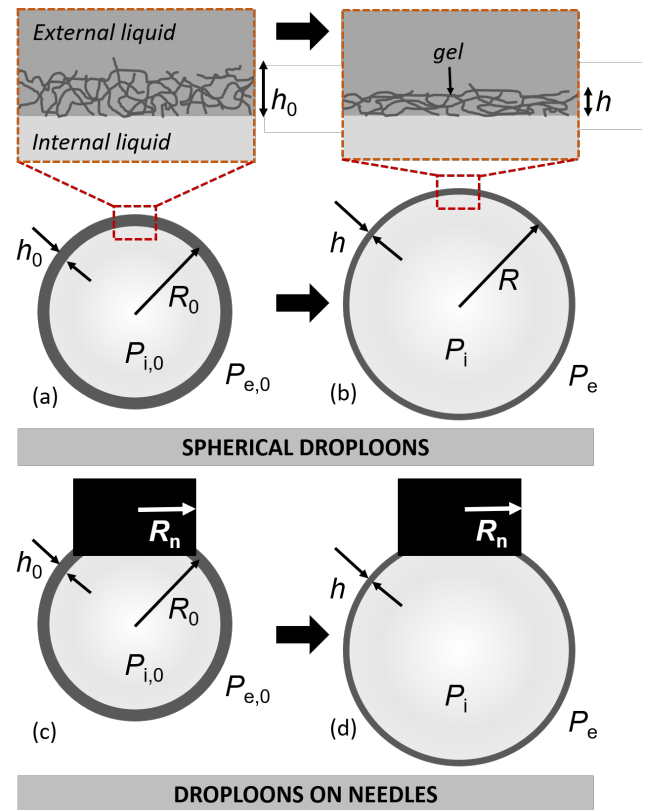 External liquid
Internal liquid
h0
gel
h
h0
R0
Pi,0
Pe,0
(a)
h
R
Pi
Pe
(b)
SPHERICAL DROPLOONS
Rn
h0
R0
Pi,0
Pe,0
(c)
Rn
h
Pi
Pe
(d)
DROPLOONS ON NEEDLES